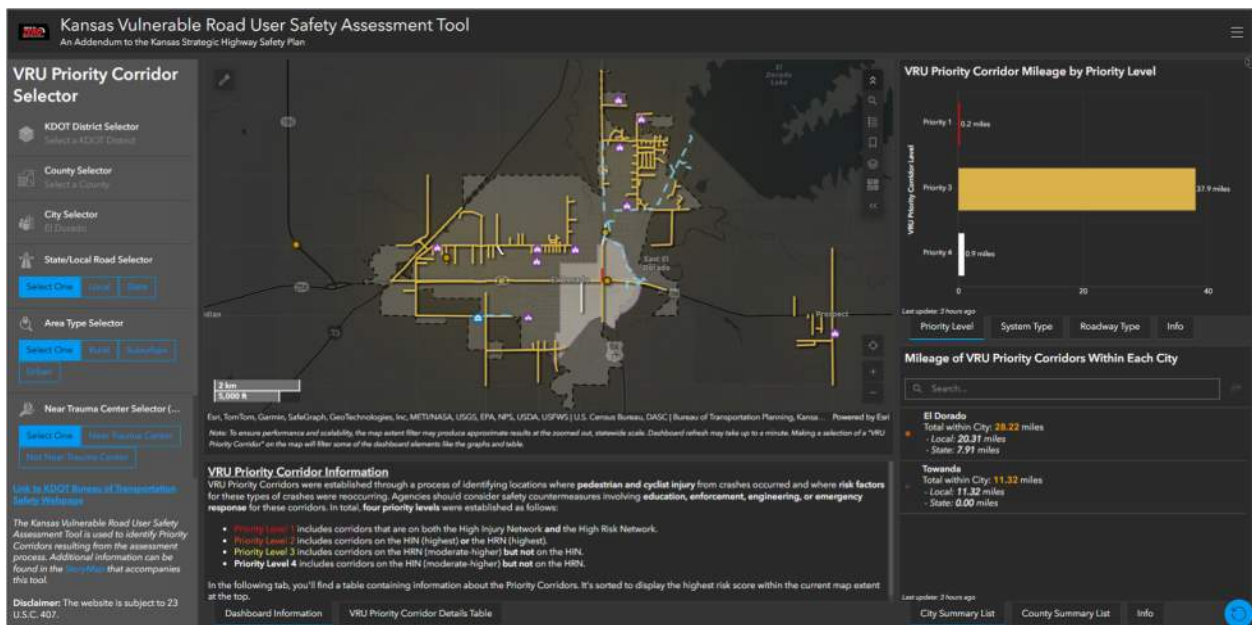 Kansas Vulnerable Road User Safety Assessment Tool
An Addendum to the Kansas Strategic Highway Safety Plan
VRU Priority Corridor
Selector
KDOT District Selector
Select a KDOT District
County Selector
Select a County
City Selector
El Dorado
State/Local Road Selector
Select One
Local
State
Area Type Selector
Select One
Rural
Suburban
Urban
Near Trauma Center Selector (...
Select One
Near Trauma Center
Not Near Trauma Center
Link to KDOT Bureau of Transportation
Safety Webpage
The Kansas Vulnerable Road User Safety
Assessment Tool is used to identify Priority
Corridors resulting from the assessment
process. Additional information can be
found in the StoryMap that accompanies
this tool.
Disclaimer: The website is subject to 23
U.S.C. 407.
El
Dorado
Lake
East El
Dorado
El Dorado
Prospect
2 km
5,000 ft
Esri, TomTom, Garmin, SafeGraph, GeoTechnologies, Inc, METI/NASA, USGS, EPA, NPS, USDA, USFWS | U.S. Census Bureau, DASC | Bureau of Transportation Planning, Kansa... Powered by Esri
Note: To ensure performance and scalability, the map extent filter may produce approximate results at the zoomed out, statewide scale. Dashboard refresh may take up to a minute. Making a selection of a "VRU
Priority Corridor" on the map will filter some of the dashboard elements like the graphs and table.
VRU Priority Corridor Information
VRU Priority Corridors were established through a process of identifying locations where pedestrian and cyclist injury from crashes occurred and where risk factors
for these types of crashes were reoccurring. Agencies should consider safety countermeasures involving education, enforcement, engineering, or emergency
response for these corridors. In total, four priority levels were established as follows:
• Priority Level 1 includes corridors that are on both the High Injury Network and the High Risk Network.
• Priority Level 2 includes corridors on the HIN (highest) or the HRN (highest).
• Priority Level 3 includes corridors on the HRN (moderate-higher) but not on the HIN.
• Priority Level 4 includes corridors on the HIN (moderate-higher) but not on the HRN.
In the following tab, you'll find a table containing information about the Priority Corridors. It's sorted to display the highest risk score within the current map extent
at the top.
Dashboard Information
VRU Priority Corridor Details Table
VRU Priority Corridor Mileage by Priority Level
VRU Priority Corridor Level
Priority 1
0.2 miles
Priority 3
37.9 miles
Priority 4
0.9 miles
0
20
40
Last update: 2 hours ago
Priority Level
System Type
Roadway Type
Info
Mileage of VRU Priority Corridors Within Each City
Search...
El Dorado
Total within City: 28.22 miles
- Local: 20.31 miles
- State: 7.91 miles
Towanda
Total within City: 11.32 miles
- Local: 11.32 miles
- State: 0.00 miles
Last update: 2 hours ago
City Summary List
County Summary List
Info